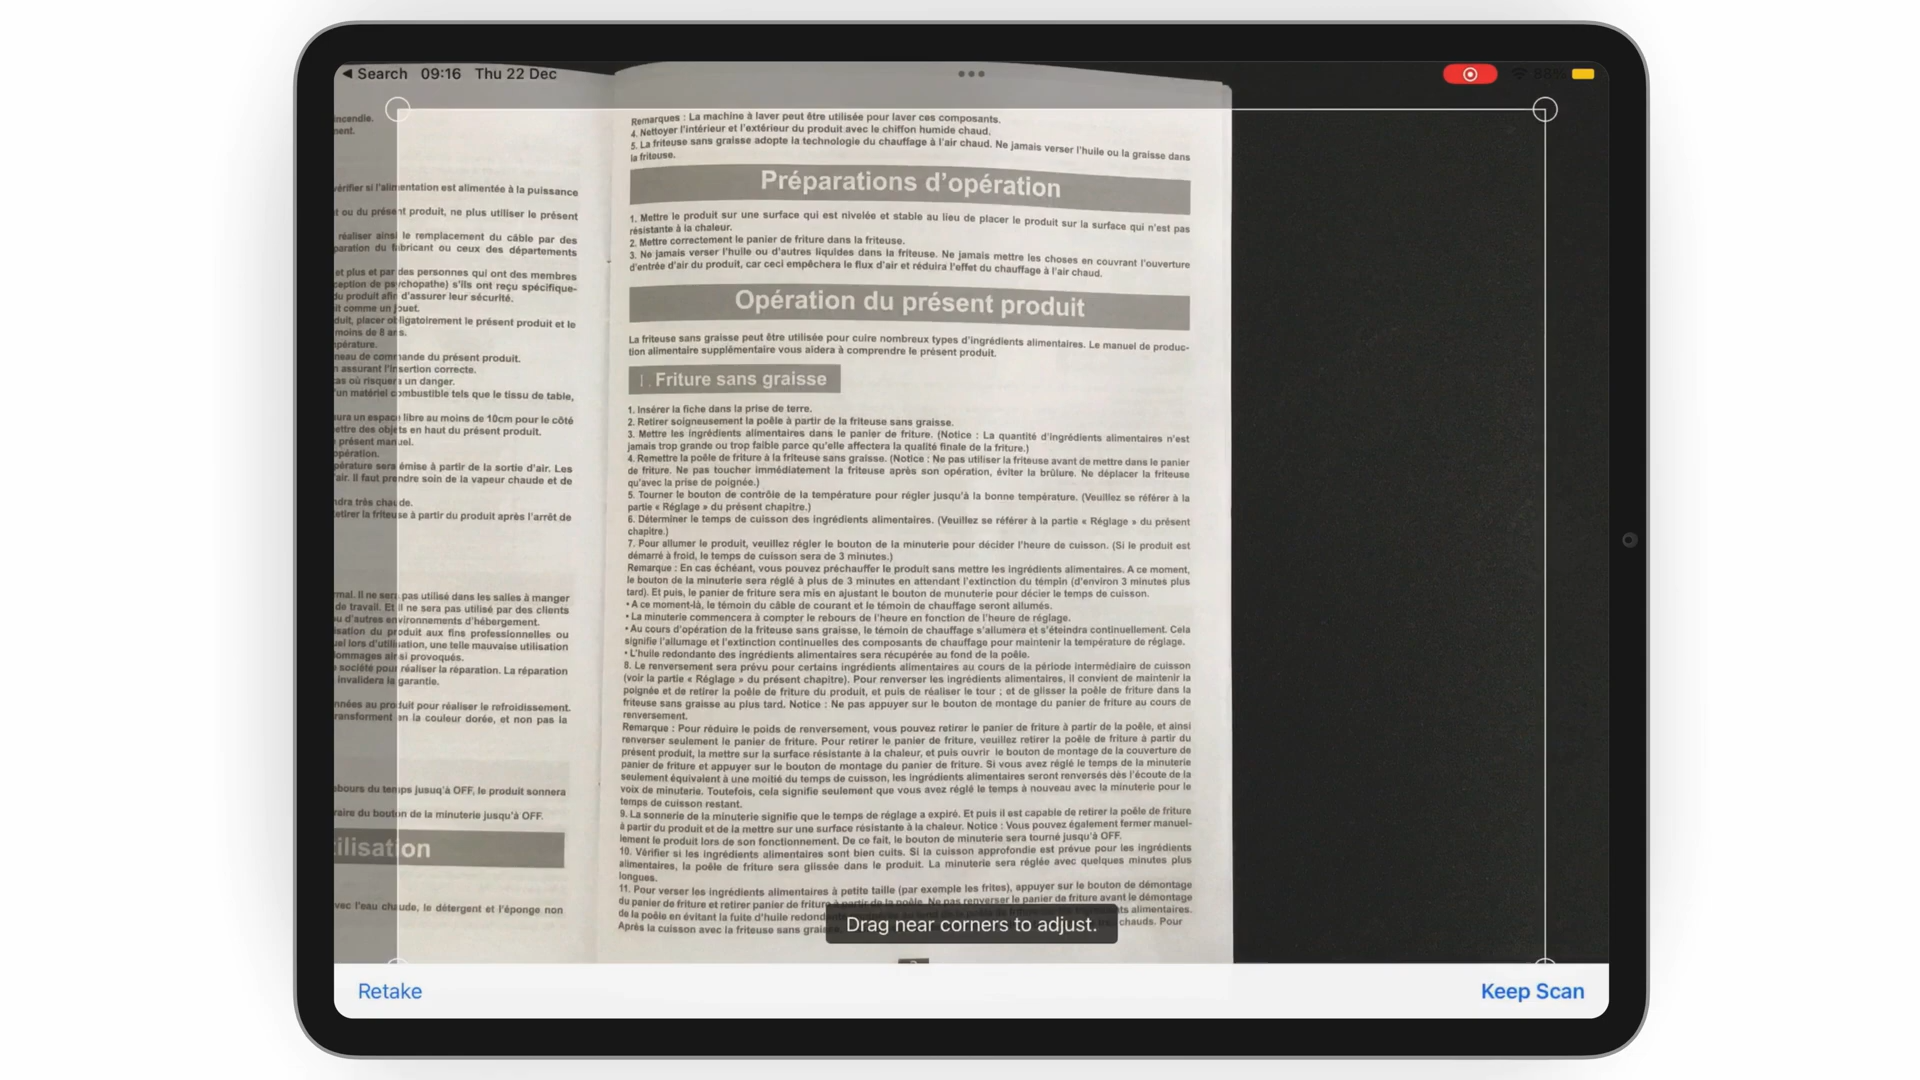 Search 09:16 Thu 22 Dec
88%
incendie.
ment.
vérifier si l'alimentation est alimentée à la puissance
t ou du présent produit, ne plus utiliser le présent
réaliser ainsi le remplacement du câble par des
paration du fabricant ou ceux des départements
et plus et par des personnes qui ont des membres
ception de psychopathe) s'ils ont reçu spécifique-
du produit afin d'assurer leur sécurité.
it comme un jouet.
duit, placer obligatoirement le présent produit et le
moins de 8 ans.
pérature.
neau de commande du présent produit.
n assurant l'insertion correcte.
cas où risquera un danger.
'un matériel combustible tels que le tissu de table,
ura un espace libre au moins de 10cm pour le côté
ettre des objets en haut du présent produit.
présent manuel.
opération.
pérature sera émise à partir de la sortie d'air. Les
'air. Il faut prendre soin de la vapeur chaude et de
ndra très chaude.
etirer la friteuse à partir du produit après l'arrêt de
rmal. Il ne sera pas utilisé dans les salles à manger
de travail. Et il ne sera pas utilisé par des clients
u d'autres environnements d'hébergement.
isation du produit aux fins professionnelles ou
uel lors d'utilisation, une telle mauvaise utilisation
dommages ainsi provoqués.
société pour réaliser la réparation. La réparation
invalidera la garantie.
nnées au produit pour réaliser le refroidissement.
ransforment en la couleur dorée, et non pas la
bours du temps jusuq'à OFF, le produit sonnera
raire du bouton de la minuterie jusqu'à OFF.
ilisation
vec l'eau chaude, le détergent et l'éponge non
Remarques : La machine à laver peut être utilisée pour laver ces composants.
4. Nettoyer l'intérieur et l'extérieur du produit avec le chiffon humide chaud.
5. La friteuse sans graisse adopte la technologie du chauffage à l'air chaud. Ne jamais verser l'huile ou la graisse dans
la friteuse.
Préparations d'opération
1. Mettre le produit sur une surface qui est nivelée et stable au lieu de placer le produit sur la surface qui n'est pas
résistante à la chaleur.
2. Mettre correctement le panier de friture dans la friteuse.
3. Ne jamais verser l'huile ou d'autres liquides dans la friteuse. Ne jamais mettre les choses en couvrant l'ouverture
d'entrée d'air du produit, car ceci empêchera le flux d'air et réduira l'effet du chauffage à l'air chaud.
Opération du présent produit
La friteuse sans graisse peut être utilisée pour cuire nombreux types d'ingrédients alimentaires. Le manuel de produc-
tion alimentaire supplémentaire vous aidera à comprendre le présent produit.
I. Friture sans graisse
1. Insérer la fiche dans la prise de terre.
2. Retirer soigneusement la poêle à partir de la friteuse sans graisse.
3. Mettre les ingrédients alimentaires dans le panier de friture. (Notice : La quantité d'ingrédients alimentaires n'est
jamais trop grande ou trop faible parce qu'elle affectera la qualité finale de la friture.)
4. Remettre la poêle de friture à la friteuse sans graisse. (Notice : Ne pas utiliser la friteuse avant de mettre dans le panier
de friture. Ne pas toucher immédiatement la friteuse après son opération, éviter la brûlure. Ne déplacer la friteuse
qu'avec la prise de poignée.)
5. Tourner le bouton de contrôle de la température pour régler jusqu'à la bonne température. (Veuillez se référer à la
partie « Réglage » du présent chapitre.)
6. Déterminer le temps de cuisson des ingrédients alimentaires. (Veuillez se référer à la partie « Réglage » du présent
chapitre.)
7. Pour allumer le produit, veuillez régler le bouton de la minuterie pour décider l'heure de cuisson. (Si le produit est
démarré à froid, le temps de cuisson sera de 3 minutes.)
Remarque : En cas échéant, vous pouvez préchauffer le produit sans mettre les ingrédients alimentaires. A ce moment,
le bouton de la minuterie sera réglé à plus de 3 minutes en attendant l'extinction du témpin (d'environ 3 minutes plus
tard). Et puis, le panier de friture sera mis en ajustant le bouton de munuterie pour décier le temps de cuisson.
• A ce moment-là, le témoin du câble de courant et le témoin de chauffage seront allumés.
• La minuterie commencera à compter le rebours de l'heure en fonction de l'heure de réglage.
• Au cours d'opération de la friteuse sans graisse, le témoin de chauffage s'allumera et s'éteindra continuellement. Cela
signifie l'allumage et l'extinction continuelles des composants de chauffage pour maintenir la température de réglage.
• L'huile redondante des ingrédients alimentaires sera récupérée au fond de la poêle.
8. Le renversement sera prévu pour certains ingrédients alimentaires au cours de la période intermédiaire de cuisson
(voir la partie « Réglage » du présent chapitre). Pour renverser les ingrédients alimentaires, il convient de maintenir la
poignée et de retirer la poêle de friture du produit, et puis de réaliser le tour ; et de glisser la poêle de friture dans la
friteuse sans graisse au plus tard. Notice : Ne pas appuyer sur le bouton de montage du panier de friture au cours de
renversement.
Remarque : Pour réduire le poids de renversement, vous pouvez retirer le panier de friture à partir de la poêle, et ainsi
renverser seulement le panier de friture. Pour retirer le panier de friture, veuillez retirer la poêle de friture à partir du
présent produit, la mettre sur la surface résistante à la chaleur, et puis ouvrir le bouton de montage de la couverture de
panier de friture et appuyer sur le bouton de montage du panier de friture. Si vous avez réglé le temps de la minuterie
seulement équivalent à une moitié du temps de cuisson, les ingrédients alimentaires seront renversés dès l'écoute de la
voix de minuterie. Toutefois, cela signifie seulement que vous avez réglé le temps à nouveau avec la minuterie pour le
temps de cuisson restant.
9. La sonnerie de la minuterie signifie que le temps de réglage a expiré. Et puis il est capable de retirer la poêle de friture
à partir du produit et de la mettre sur une surface résistante à la chaleur. Notice : Vous pouvez également fermer manuel-
lement le produit lors de son fonctionnement. De ce fait, le bouton de minuterie sera tourné jusqu'à OFF.
10. Vérifier si les ingrédients alimentaires sont bien cuits. Si la cuisson approfondie est prévue pour les ingrédients
alimentaires, la poêle de friture sera glissée dans le produit. La minuterie sera réglée avec quelques minutes plus
longues.
11. Pour verser les ingrédients alimentaires à petite taille (par exemple les frites), appuyer sur le bouton de démontage
du panier de friture et retirer panier de friture à partir de la poêle. Ne pas renverser le panier de friture avant le démontage
de la poêle en évitant la fuite d'huile redondante alimentaires.
Après la cuisson avec la friteuse sans graisse chauds. Pour
Drag near corners to adjust.
Retake
Keep Scan